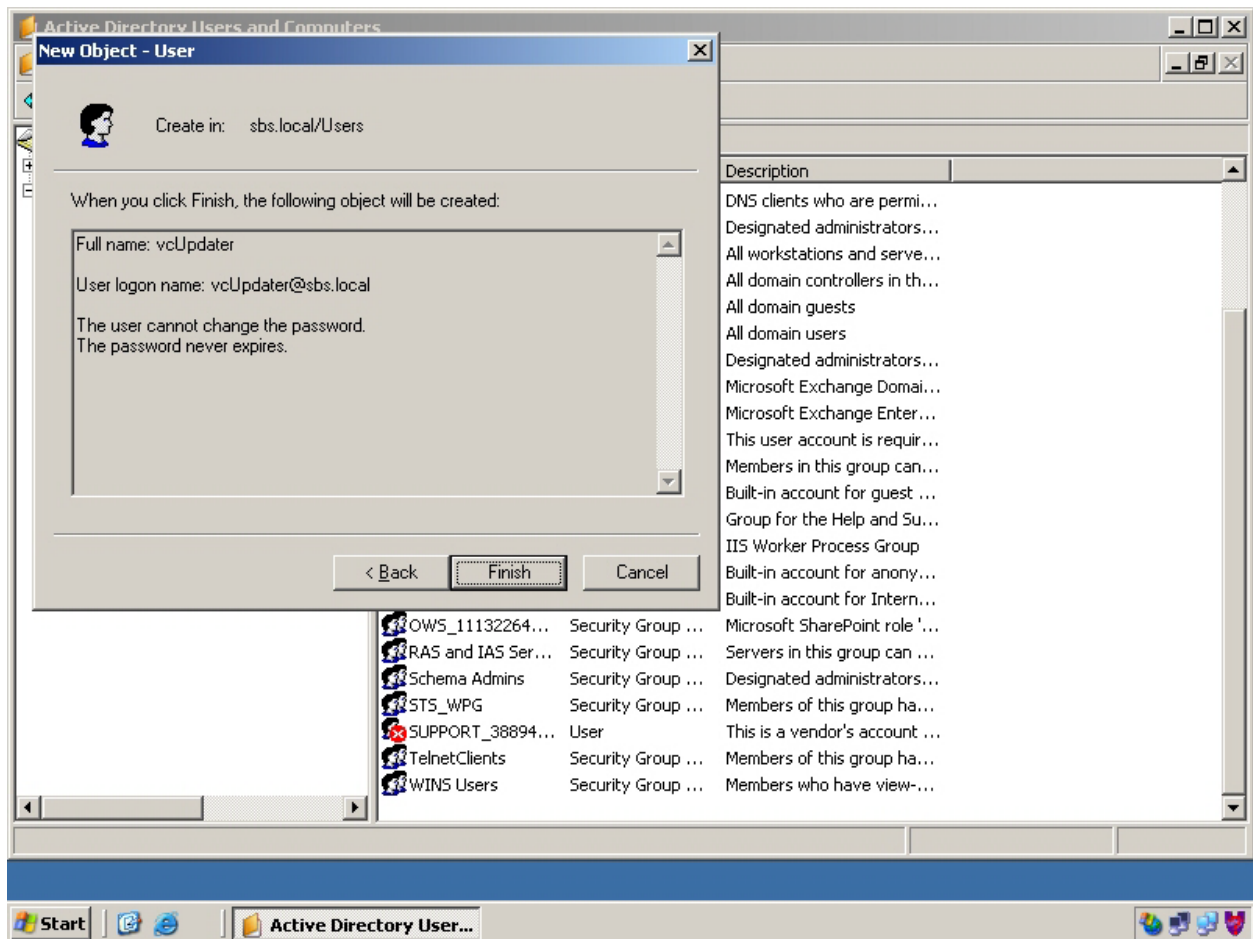 Active Directory Users and Computers
New Object - User
Create in: sbs.local/Users
When you click Finish, the following object will be created:
Full name: vcUpdater
User logon name: vcUpdater@sbs.local
The user cannot change the password.
The password never expires.
< Back Finish Cancel
Description
DNS clients who are permi...
Designated administrators...
All workstations and serve...
All domain controllers in th...
All domain guests
All domain users
Designated administrators...
Microsoft Exchange Domai...
Microsoft Exchange Enter...
This user account is requir...
Members in this group can...
Built-in account for guest ...
Group for the Help and Su...
IIS Worker Process Group
Built-in account for anony...
Built-in account for Intern...
OWS_11132264... Security Group ... Microsoft SharePoint role '...
RAS and IAS Ser... Security Group ... Servers in this group can ...
Schema Admins Security Group ... Designated administrators...
STS_WPG Security Group ... Members of this group ha...
SUPPORT_38894... User This is a vendor's account ...
TelnetClients Security Group ... Members of this group ha...
WINS Users Security Group ... Members who have view-...
Start Active Directory User...